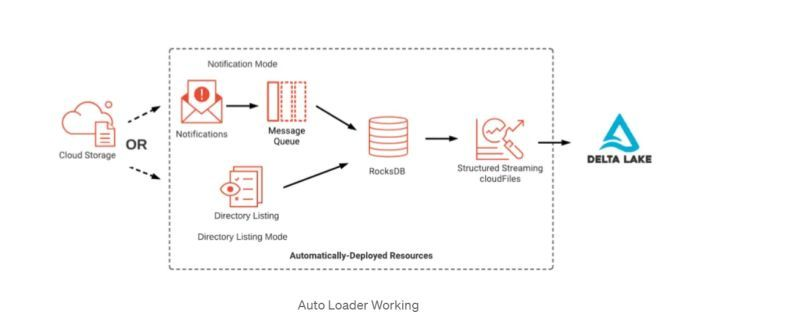 Notification Mode
Notifications
Message
Queue
Cloud Storage
OR
Directory Listing
Directory Listing Mode
RocksDB
Structured Streaming
cloudFiles
DELTA LAKE
Automatically-Deployed Resources
Auto Loader Working